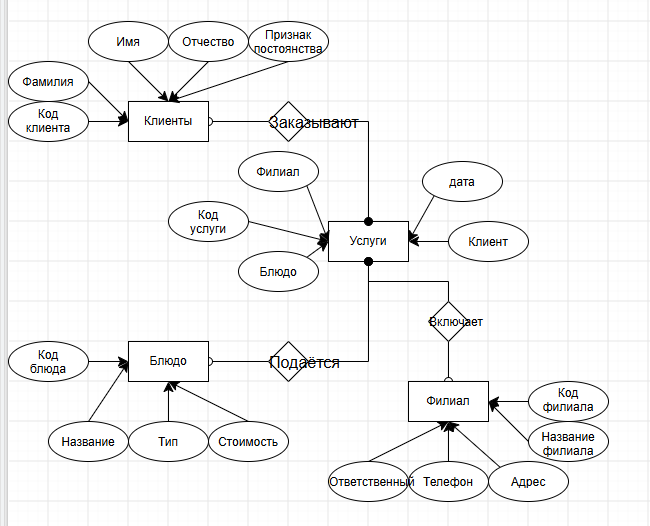 Имя
Отчество
Признак
постоянства
Фамилия
Код
клиента
Клиенты
Заказывают
Филиал
дата
Код
услуги
Услуги
Клиент
Блюдо
Включает
Код
блюда
Блюдо
Подаётся
Филиал
Код
филиала
Название
Тип
Стоимость
Название
филиала
Ответственный
Телефон
Адрес